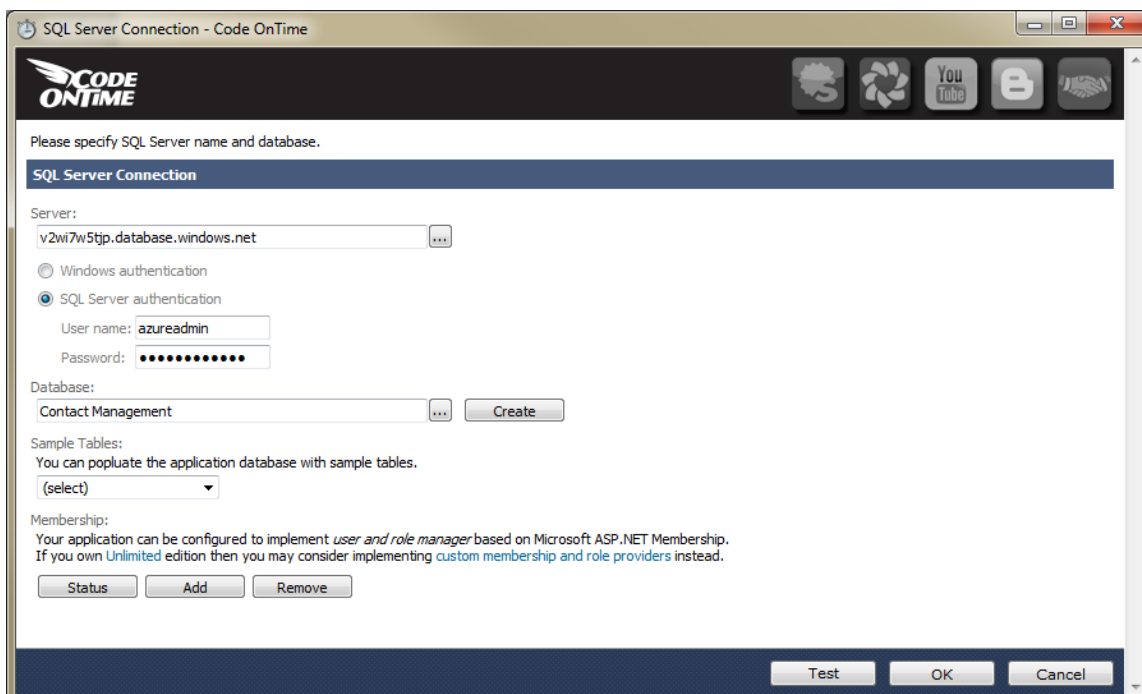 SQL Server Connection - Code OnTime
CODE
ONTIME
You
Tube
Please specify SQL Server name and database.
SQL Server Connection
Server:
v2wi7w5tjp.database.windows.net
...
Windows authentication
SQL Server authentication
User name: azureadmin
Password: ●●●●●●●●●●●●
Database:
Contact Management ... Create
Sample Tables:
You can popluate the application database with sample tables.
(select)
Membership:
Your application can be configured to implement user and role manager based on Microsoft ASP.NET Membership.
If you own Unlimited edition then you may consider implementing custom membership and role providers instead.
Status Add Remove
Test OK Cancel